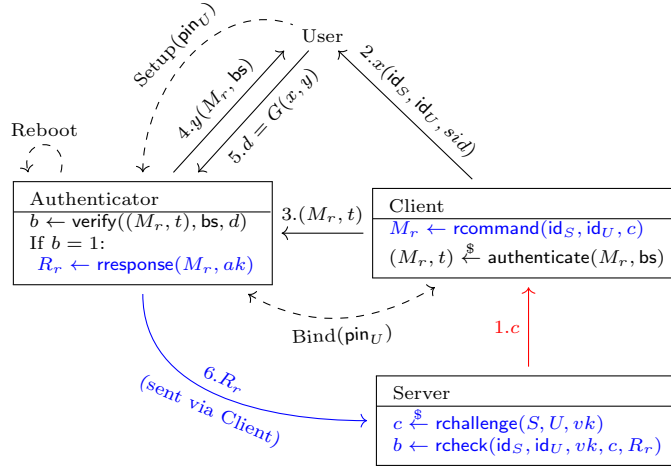 User
Setup(pin_U)
4.y(M_r, bs)
5.d = G(x, y)
2.x(id_S, id_U, sid)
Reboot
Authenticator
b ← verify((M_r, t), bs, d)
If b = 1:
R_r ← rresponse(M_r, ak)
3.(M_r, t)
Client
M_r ← rcommand(id_S, id_U, c)
(M_r, t) ←$ authenticate(M_r, bs)
Bind(pin_U)
1.c
6.R_r
(sent via Client)
Server
c ←$ rchallenge(S, U, vk)
b ← rcheck(id_S, id_U, vk, c, R_r)